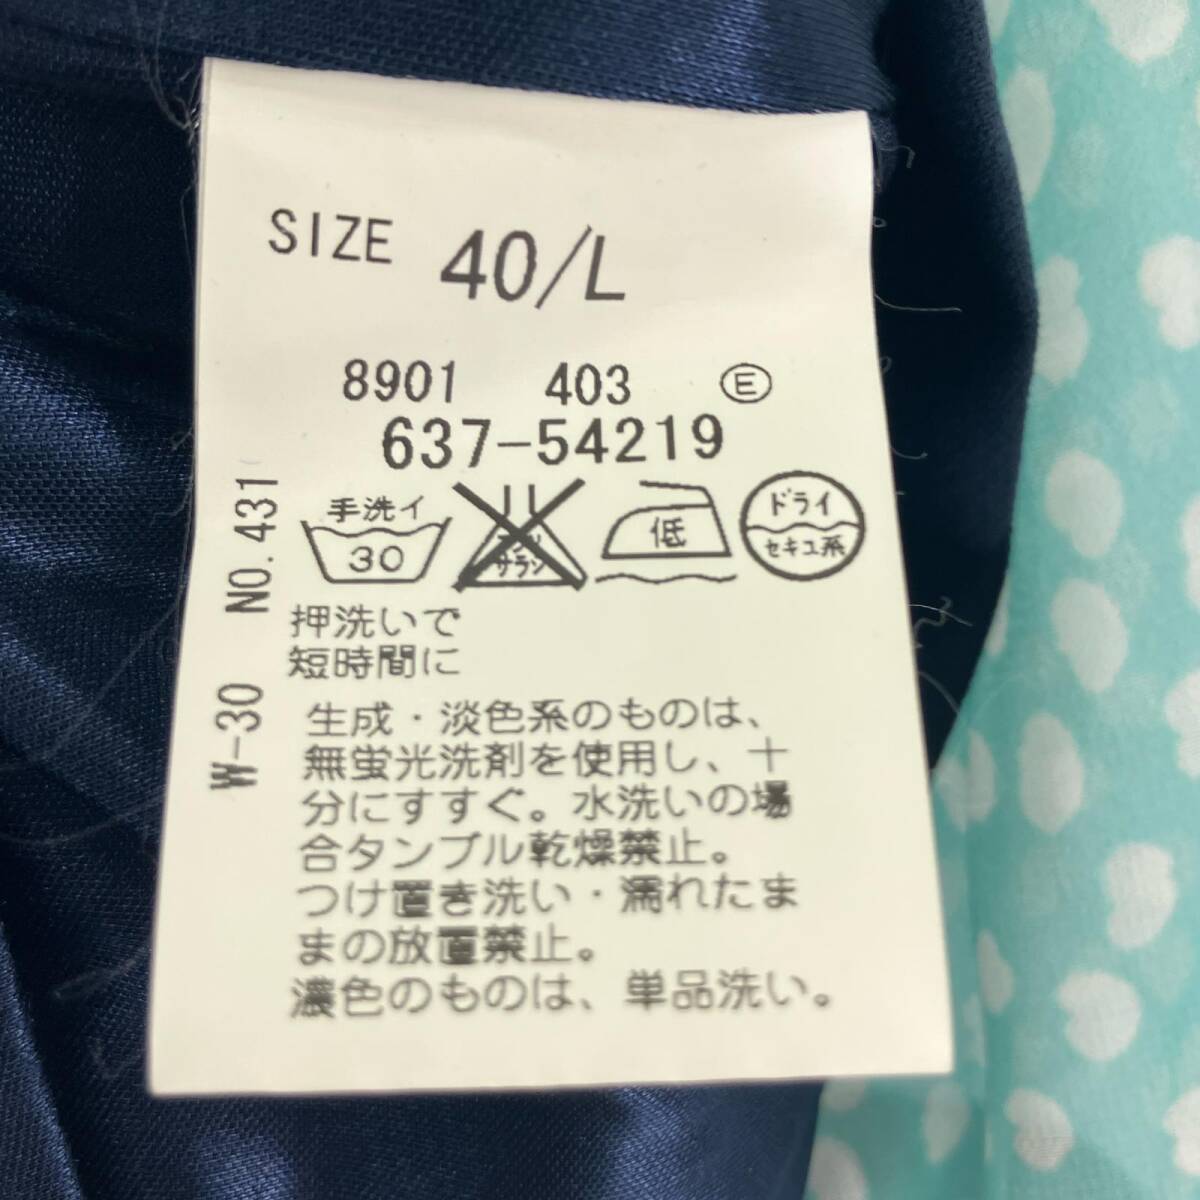 SIZE 40/L
8901 403 Ⓔ
637-54219
手洗イ
30
エンソ
サラシ
低
ドライ
セキユ系
押洗いで
短時間に
生成・淡色系のものは、
無蛍光洗剤を使用し、十
分にすすぐ。水洗いの場
合タンブル乾燥禁止。
つけ置き洗い・濡れたま
まの放置禁止。
濃色のものは、単品洗い。
W-30 NO.431